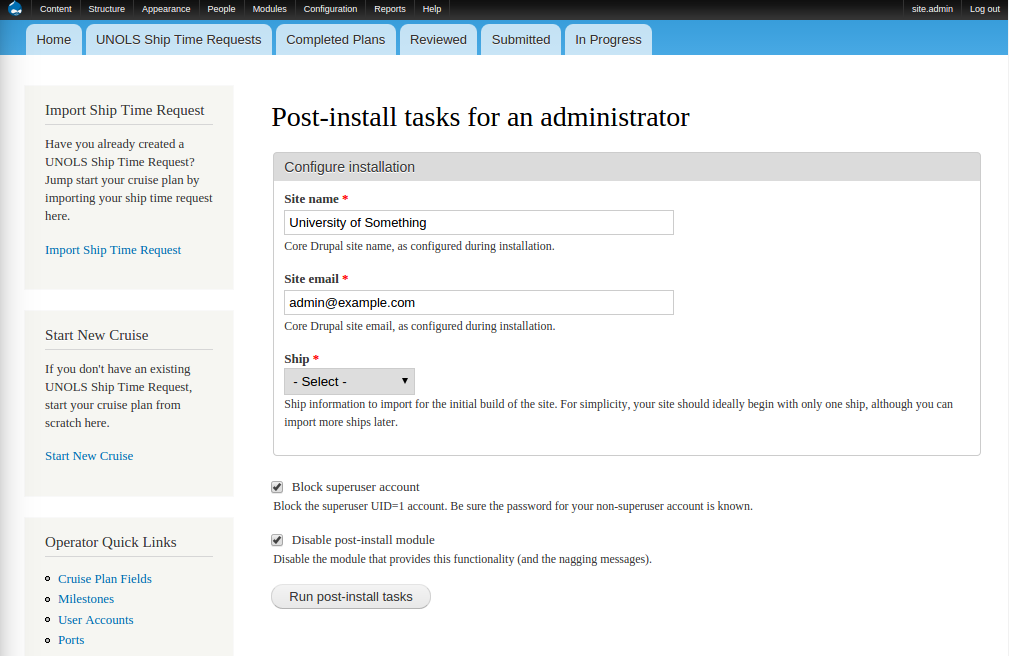 Content Structure Appearance People Modules Configuration Reports Help site.admin Log out
Home UNOLS Ship Time Requests Completed Plans Reviewed Submitted In Progress
Import Ship Time Request
Have you already created a
UNOLS Ship Time Request?
Jump start your cruise plan by
importing your ship time request
here.
Import Ship Time Request
Start New Cruise
If you don't have an existing
UNOLS Ship Time Request,
start your cruise plan from
scratch here.
Start New Cruise
Operator Quick Links
Cruise Plan Fields
Milestones
User Accounts
Ports
Post-install tasks for an administrator
Configure installation
Site name *
University of Something
Core Drupal site name, as configured during installation.
Site email *
admin@example.com
Core Drupal site email, as configured during installation.
Ship *
- Select -
Ship information to import for the initial build of the site. For simplicity, your site should ideally begin with only one ship, although you can
import more ships later.
Block superuser account
Block the superuser UID=1 account. Be sure the password for your non-superuser account is known.
Disable post-install module
Disable the module that provides this functionality (and the nagging messages).
Run post-install tasks